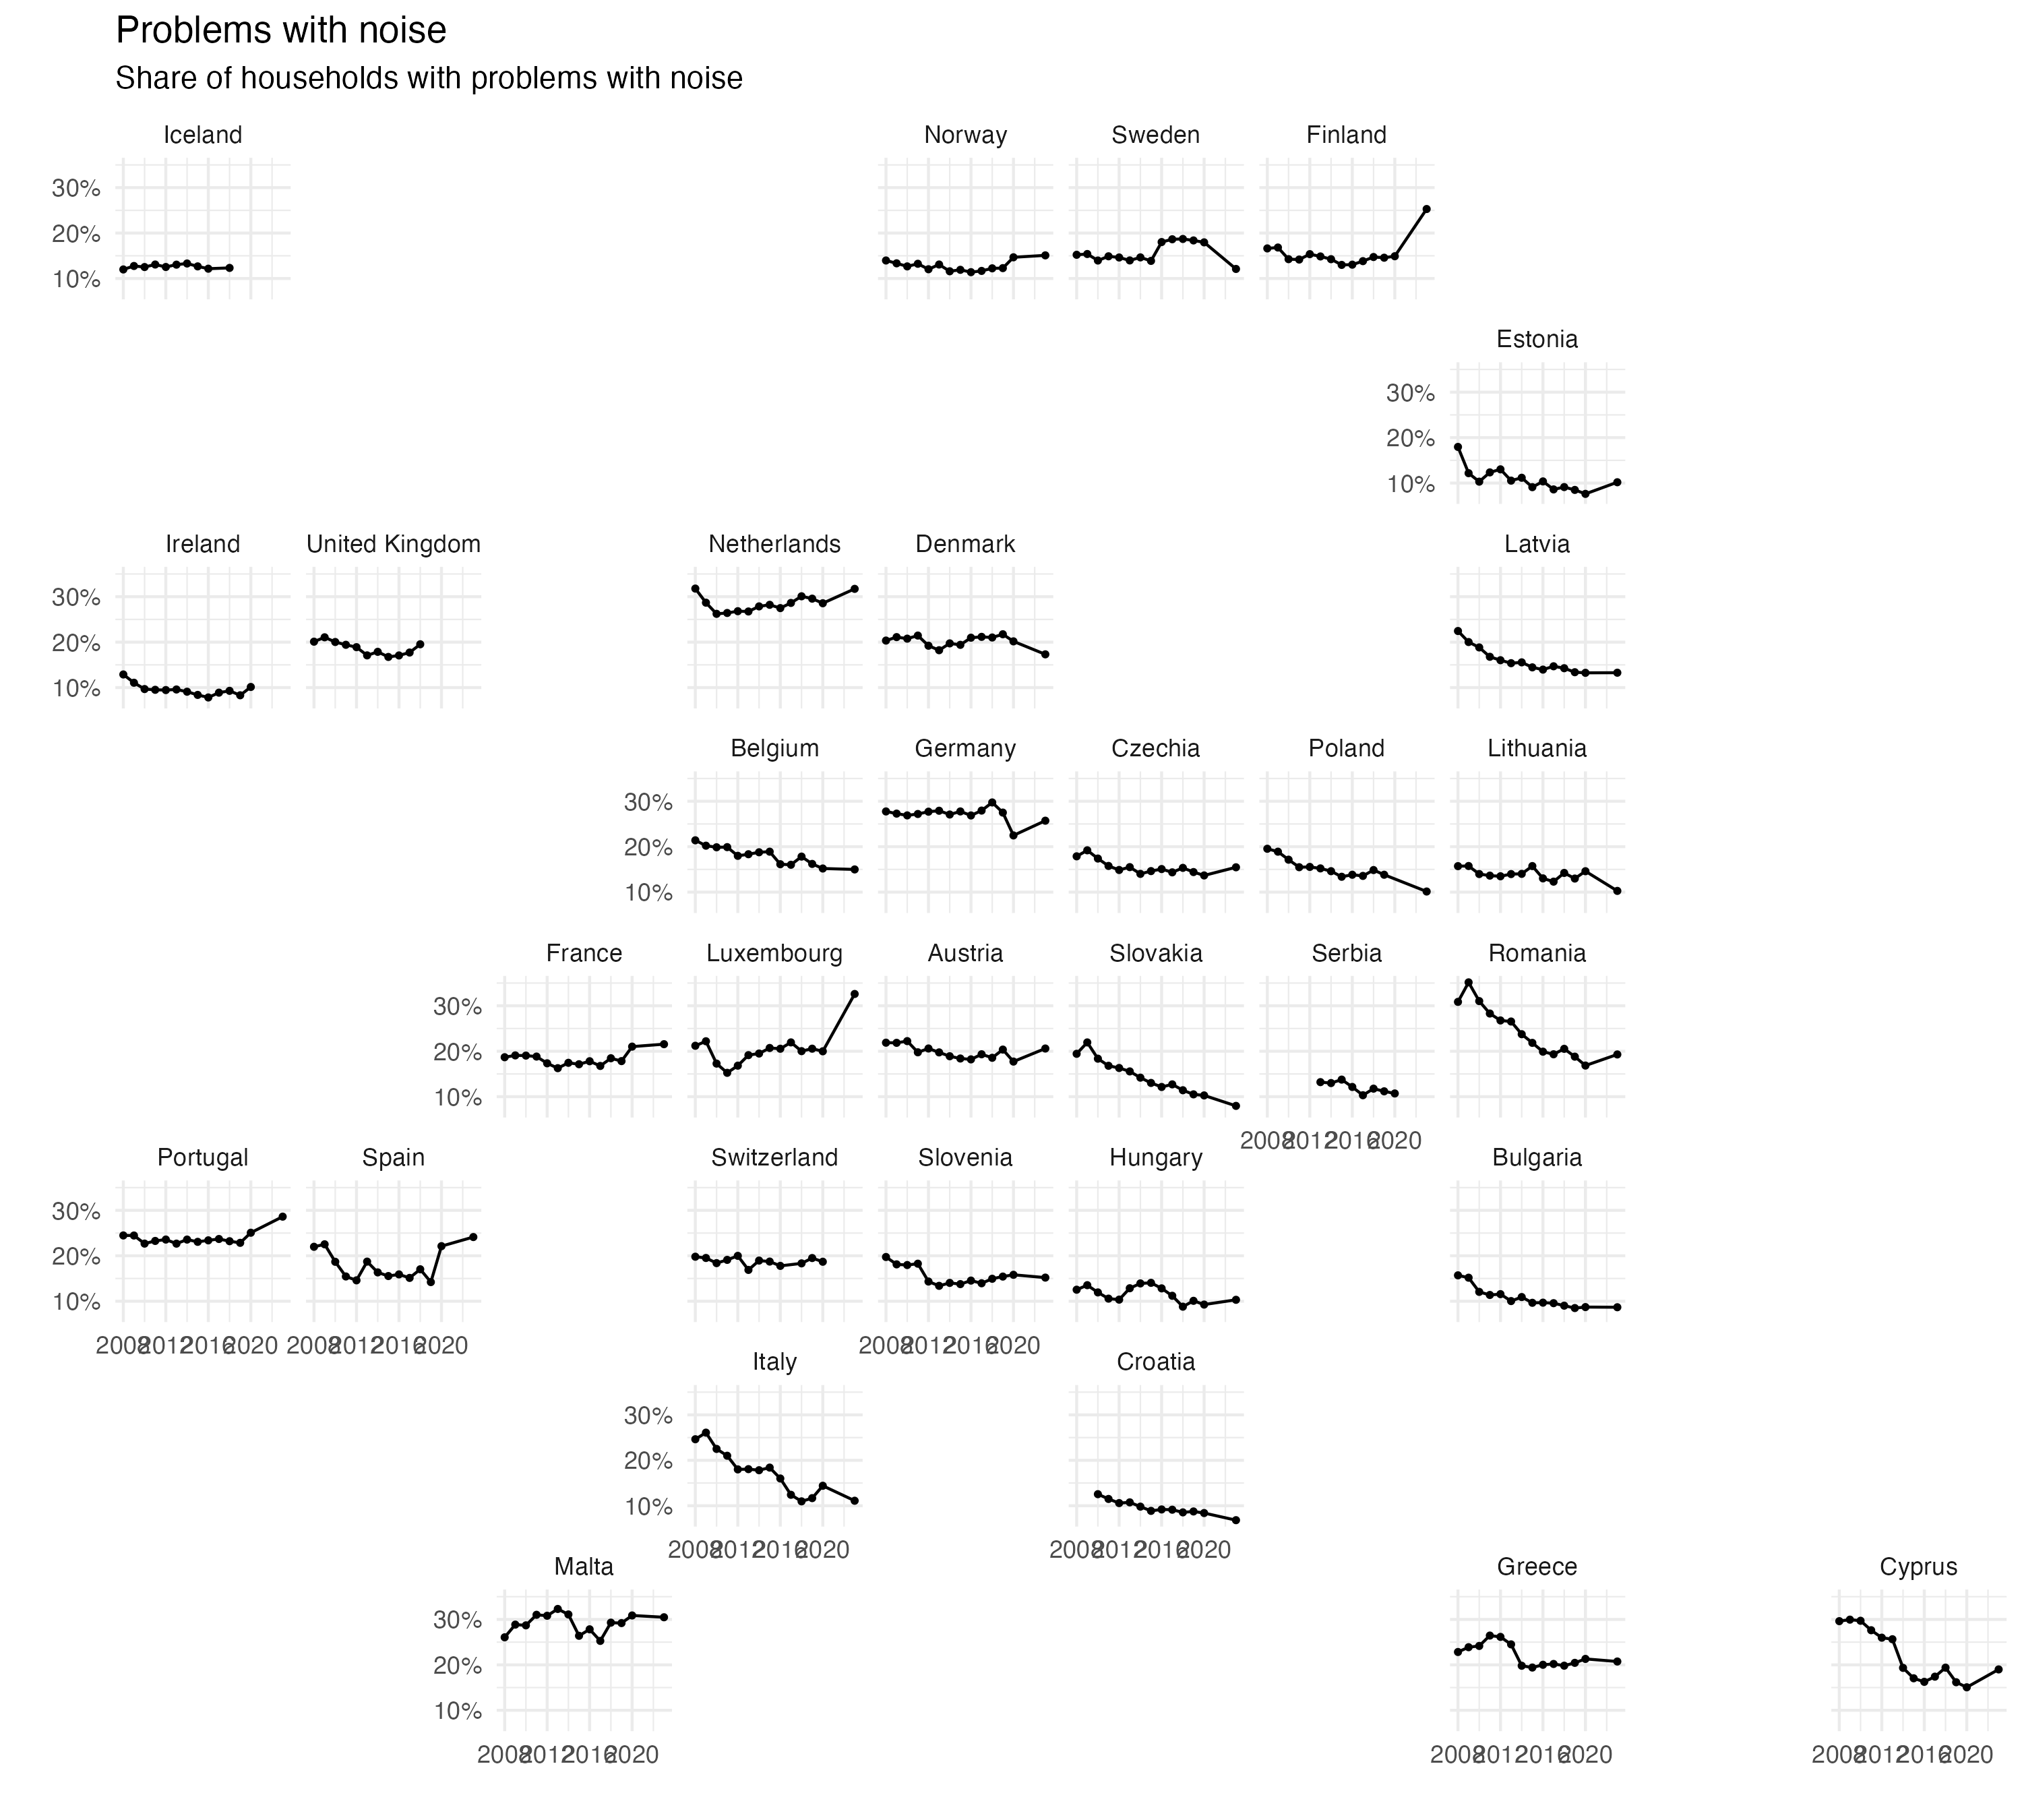 Problems with noise
Share of households with problems with noise
Iceland Norway Sweden Finland
30%
20%
10%
Estonia
30%
20%
10%
Ireland United Kingdom Netherlands Denmark Latvia
30%
20%
10%
Belgium Germany Czechia Poland Lithuania
30%
20%
10%
France Luxembourg Austria Slovakia Serbia Romania
30%
20%
10%
2008 2012 2016 2020
Portugal Spain Switzerland Slovenia Hungary Bulgaria
30%
20%
10%
2008 2012 2016 2020 2008 2012 2016 2020 2008 2012 2016 2020
Italy Croatia
30%
20%
10%
2008 2012 2016 2020 2008 2012 2016 2020
Malta Greece Cyprus
30%
20%
10%
2008 2012 2016 2020 2008 2012 2016 2020 2008 2012 2016 2020